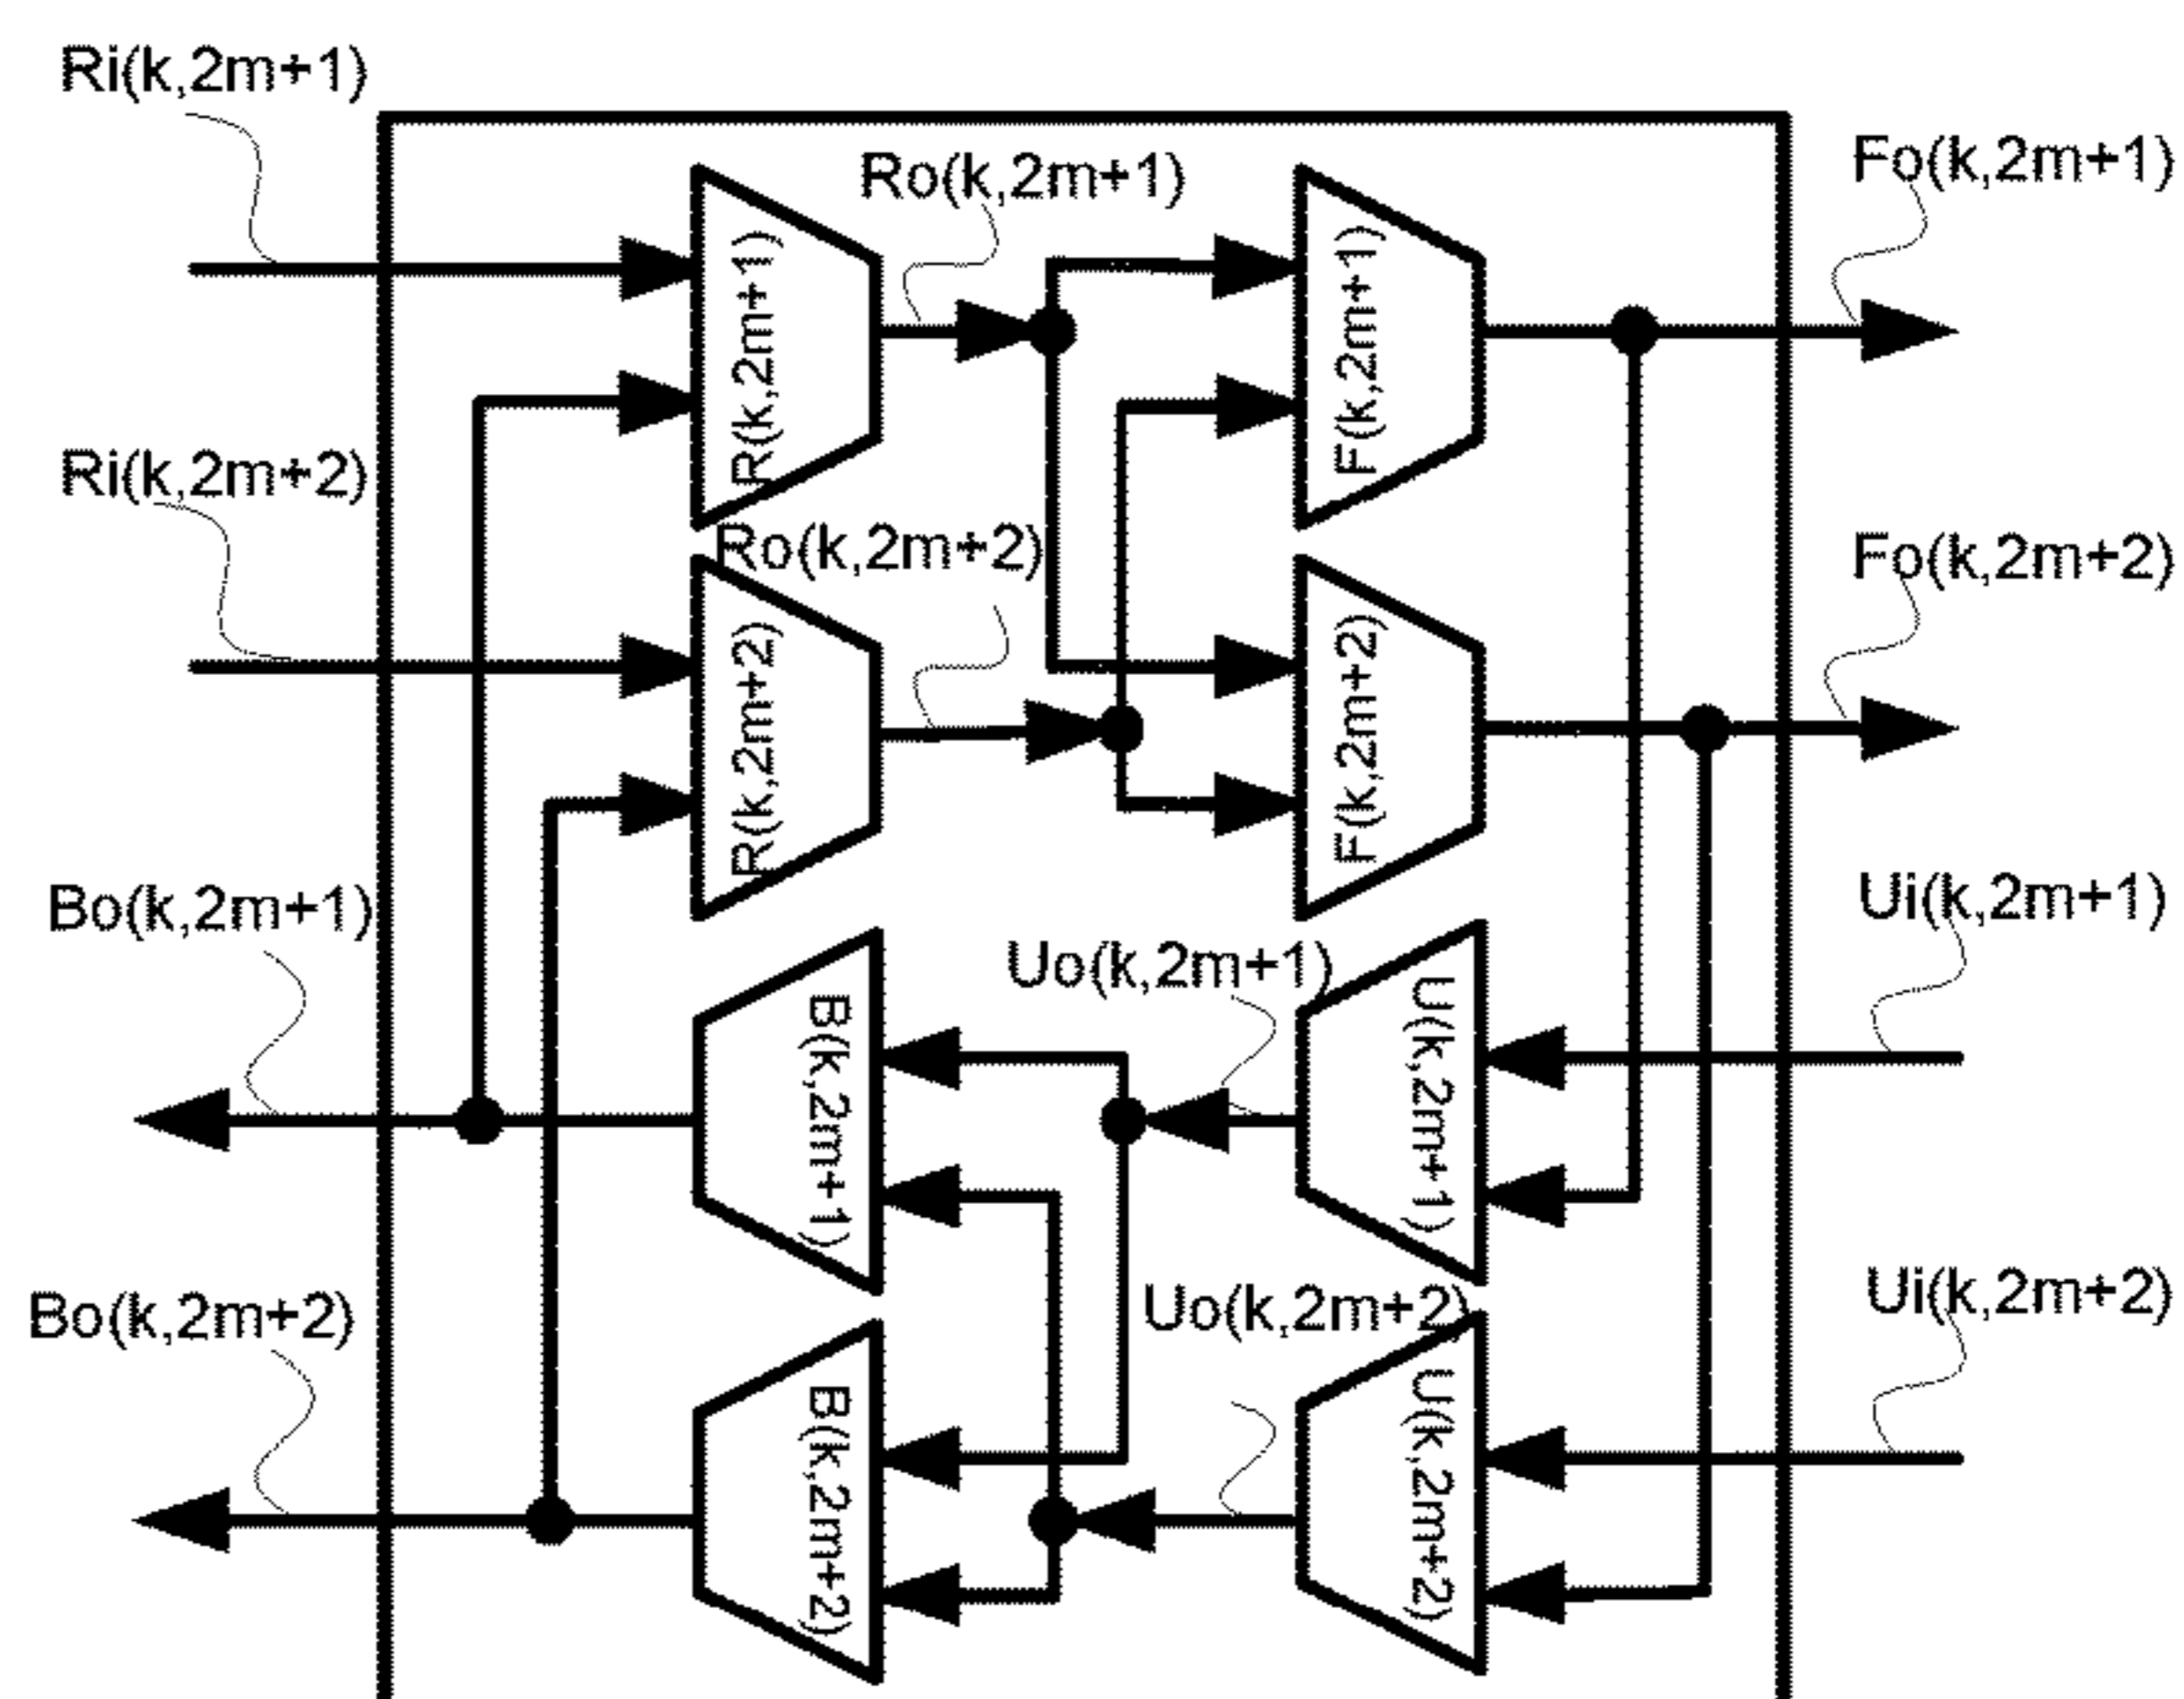 Ri(k,2m+1)
Fo(k,2m+1)
Ro(k,2m+1)
R(k,2m+1)
F(k,2m+1)
Ri(k,2m+2)
Ro(k,2m+2)
Fo(k,2m+2)
R(k,2m+2)
F(k,2m+2)
Bo(k,2m+1)
Ui(k,2m+1)
Uo(k,2m+1)
B(k,2m+1)
U(k,2m+1)
Bo(k,2m+2)
Uo(k,2m+2)
Ui(k,2m+2)
B(k,2m+2)
U(k,2m+2)